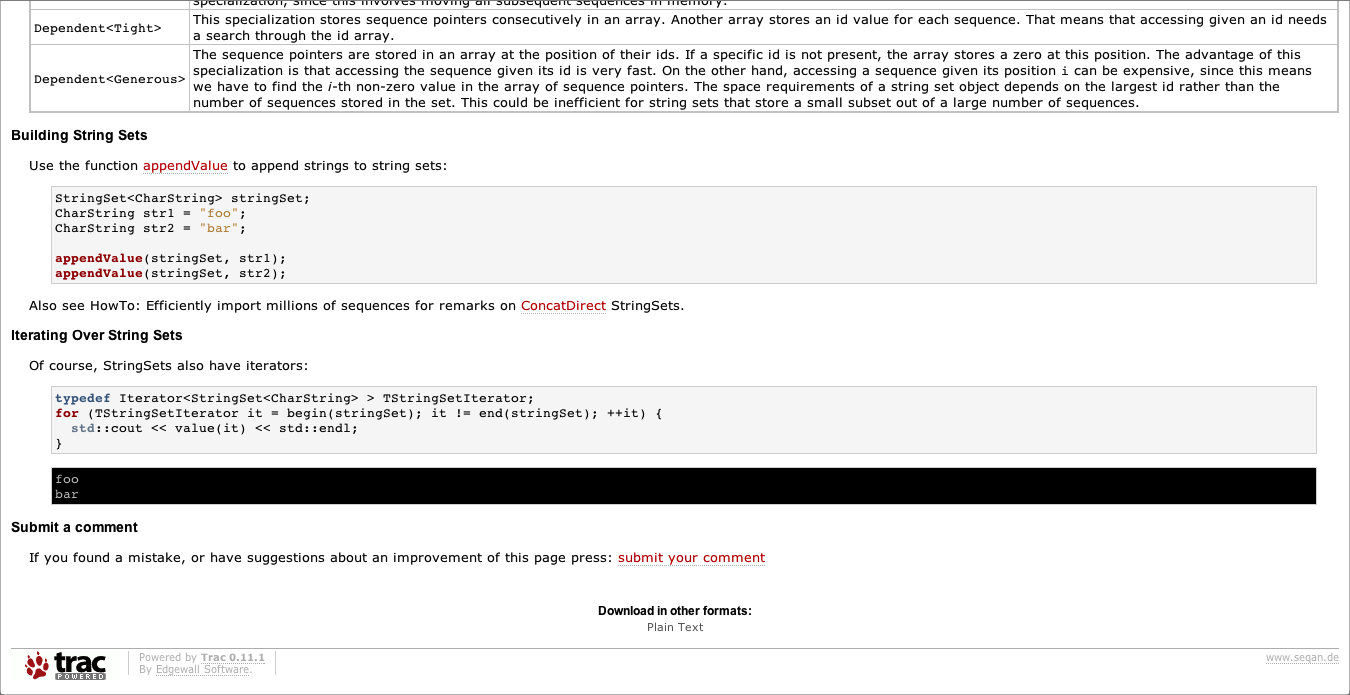 specialization, since this involves moving all subsequent sequences in memory.
Dependent<Tight>
This specialization stores sequence pointers consecutively in an array. Another array stores an id value for each sequence. That means that accessing given an id needs
a search through the id array.
Dependent<Generous>
The sequence pointers are stored in an array at the position of their ids. If a specific id is not present, the array stores a zero at this position. The advantage of this
specialization is that accessing the sequence given its id is very fast. On the other hand, accessing a sequence given its position i can be expensive, since this means
we have to find the i-th non-zero value in the array of sequence pointers. The space requirements of a string set object depends on the largest id rather than the
number of sequences stored in the set. This could be inefficient for string sets that store a small subset out of a large number of sequences.
Building String Sets
Use the function appendValue to append strings to string sets:
StringSet<CharString> stringSet;
CharString str1 = "foo";
CharString str2 = "bar";
appendValue(stringSet, str1);
appendValue(stringSet, str2);
Also see HowTo: Efficiently import millions of sequences for remarks on ConcatDirect StringSets.
Iterating Over String Sets
Of course, StringSets also have iterators:
typedef Iterator<StringSet<CharString> > TStringSetIterator;
for (TStringSetIterator it = begin(stringSet); it != end(stringSet); ++it) {
  std::cout << value(it) << std::endl;
}
foo
bar
Submit a comment
If you found a mistake, or have suggestions about an improvement of this page press: submit your comment
Download in other formats:
Plain Text
trac
POWERED
Powered by Trac 0.11.1
By Edgewall Software.
www.seqan.de